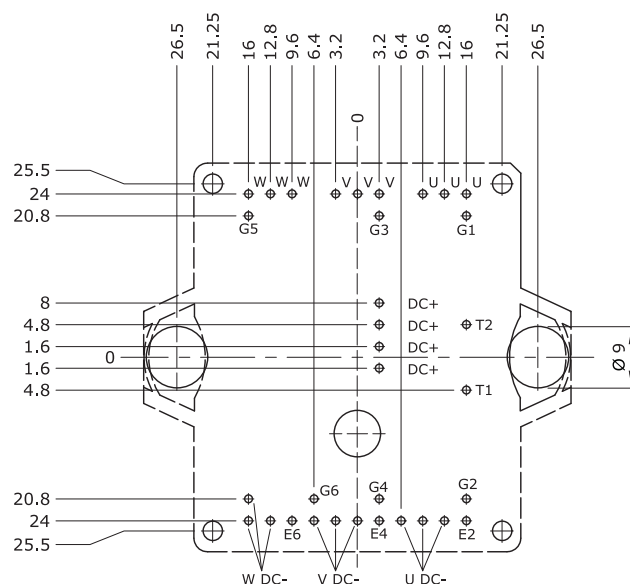 26.5
21.25
16
12.8
9.6
6.4
3.2
0
3.2
6.4
9.6
12.8
16
21.25
26.5
25.5
24
20.8
W W W V V V U U U
G5 G3 G1
8 DC+
4.8 DC+ T2
1.6 DC+
0
1.6 DC+
4.8 T1
Ø 9
20.8 G6 G4 G2
24 E6 E4 E2
25.5
W DC- V DC- U DC-